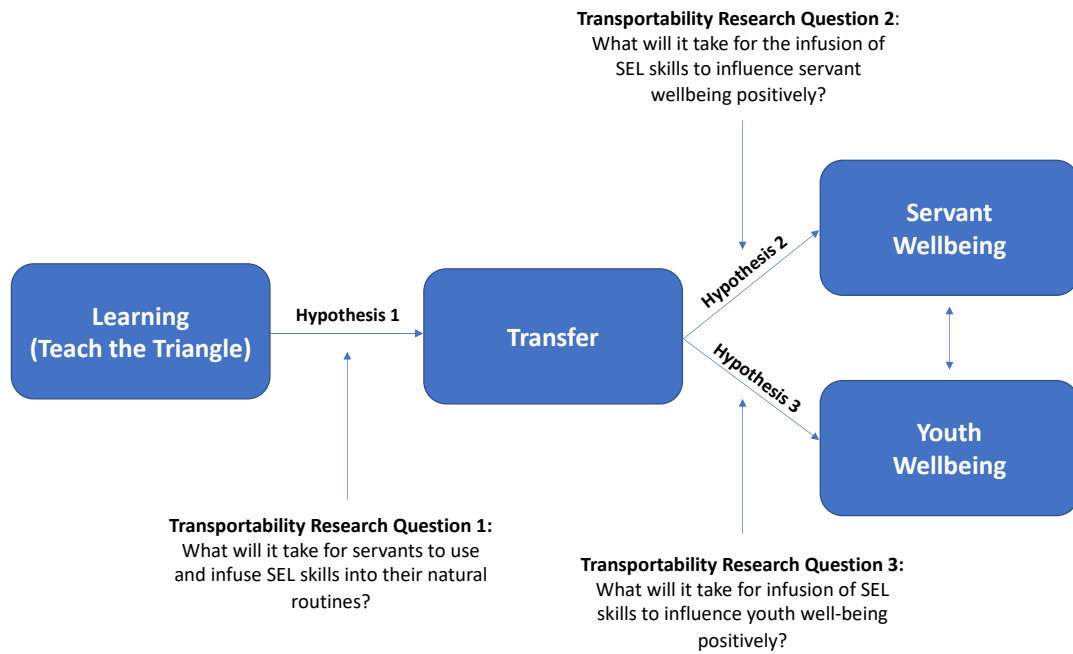 Transportability Research Question 2:
What will it take for the infusion of
SEL skills to influence servant
wellbeing positively?
Servant
Wellbeing
Hypothesis 2
Learning
(Teach the Triangle)
Hypothesis 1
Transfer
Hypothesis 3
Youth
Wellbeing
Transportability Research Question 1:
What will it take for servants to use
and infuse SEL skills into their natural
routines?
Transportability Research Question 3:
What will it take for infusion of SEL
skills to influence youth well-being
positively?